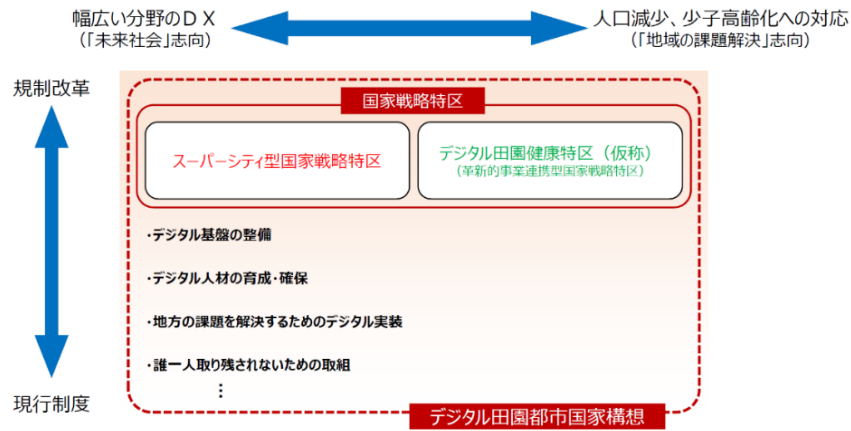 幅広い分野のDX
(｢未来社会｣志向)
人口減少、少子高齢化への対応
(｢地域の課題解決｣志向)
規制改革
国家戦略特区
スーパーシティ型国家戦略特区
デジタル田園健康特区（仮称）
(革新的事業連携型国家戦略特区)
・デジタル基盤の整備
・デジタル人材の育成・確保
・地方の課題を解決するためのデジタル実装
・誰一人取り残されないための取組
⋮
現行制度
デジタル田園都市国家構想